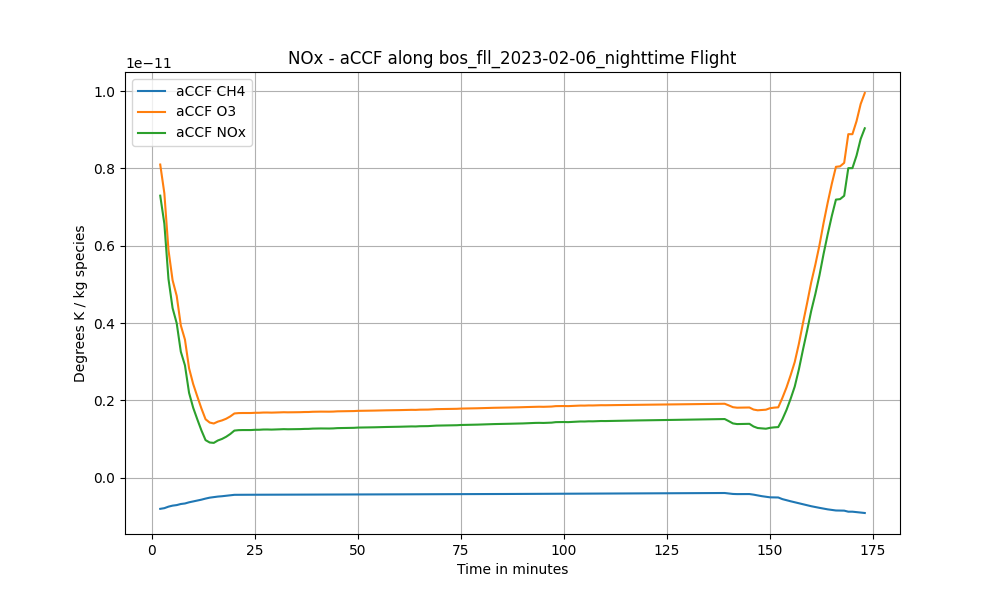 NOx - aCCF along bos_fll_2023-02-06_nighttime Flight
1e−11
aCCF CH4
aCCF O3
aCCF NOx
Degrees K / kg species
1.0
0.8
0.6
0.4
0.2
0.0
0 25 50 75 100 125 150 175
Time in minutes